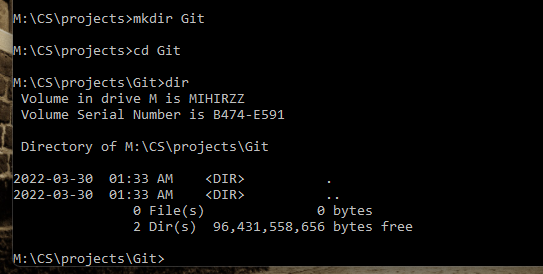 M:\CS\projects>mkdir Git
M:\CS\projects>cd Git
M:\CS\projects\Git>dir
 Volume in drive M is MIHIRZZ
 Volume Serial Number is B474-E591
 Directory of M:\CS\projects\Git
2022-03-30  01:33 AM    <DIR>          .
2022-03-30  01:33 AM    <DIR>          ..
               0 File(s)              0 bytes
               2 Dir(s)  96,431,558,656 bytes free
M:\CS\projects\Git>